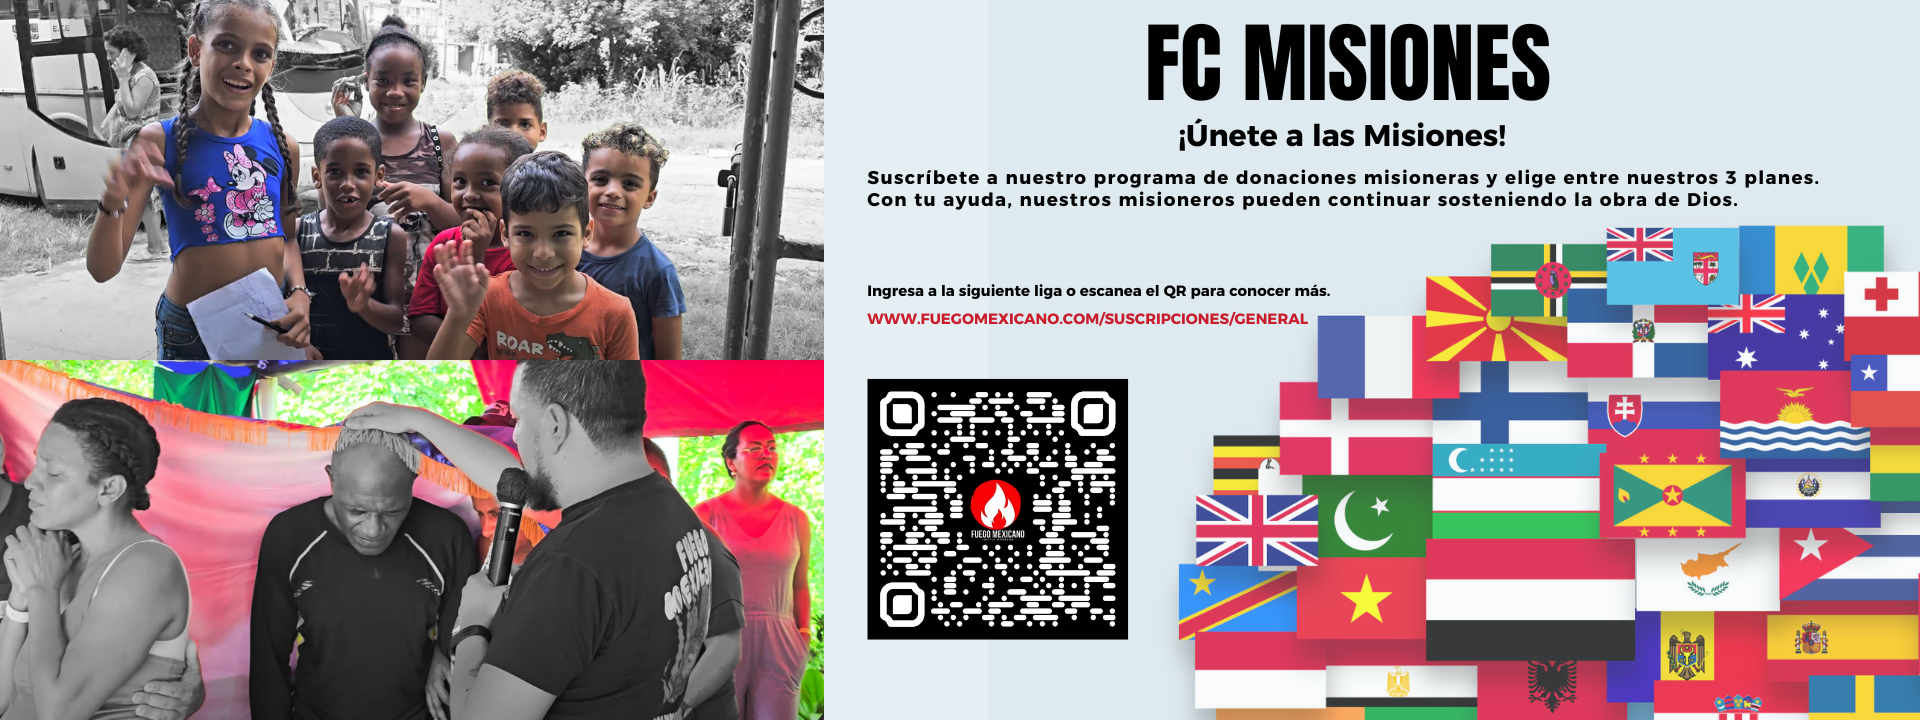 FC MISIONES
¡Únete a las Misiones!
Suscríbete a nuestro programa de donaciones misioneras y elige entre nuestros 3 planes.
Con tu ayuda, nuestros misioneros pueden continuar sosteniendo la obra de Dios.
Ingresa a la siguiente liga o escanea el QR para conocer más.
WWW.FUEGOMEXICANO.COM/SUSCRIPCIONES/GENERAL
FUEGO MEXICANO
ROAR
FUEGO
MEXICANO